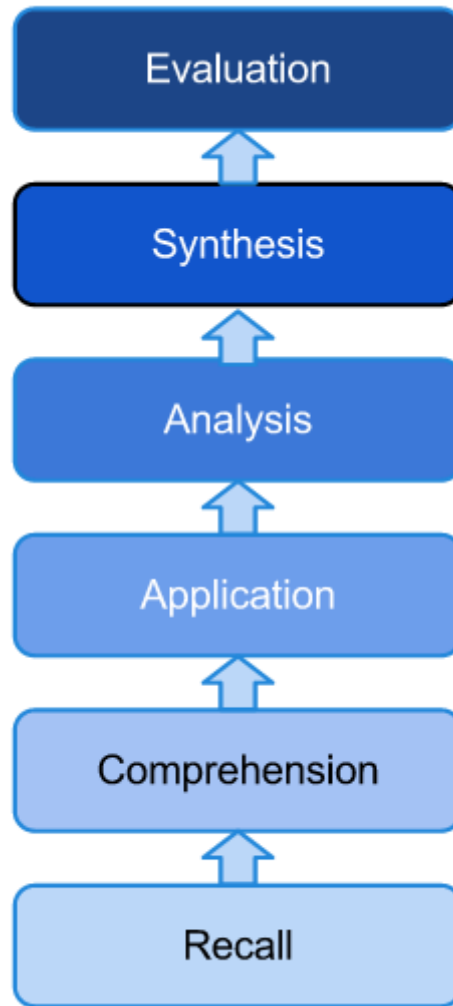 Evaluation
Synthesis
Analysis
Application
Comprehension
Recall